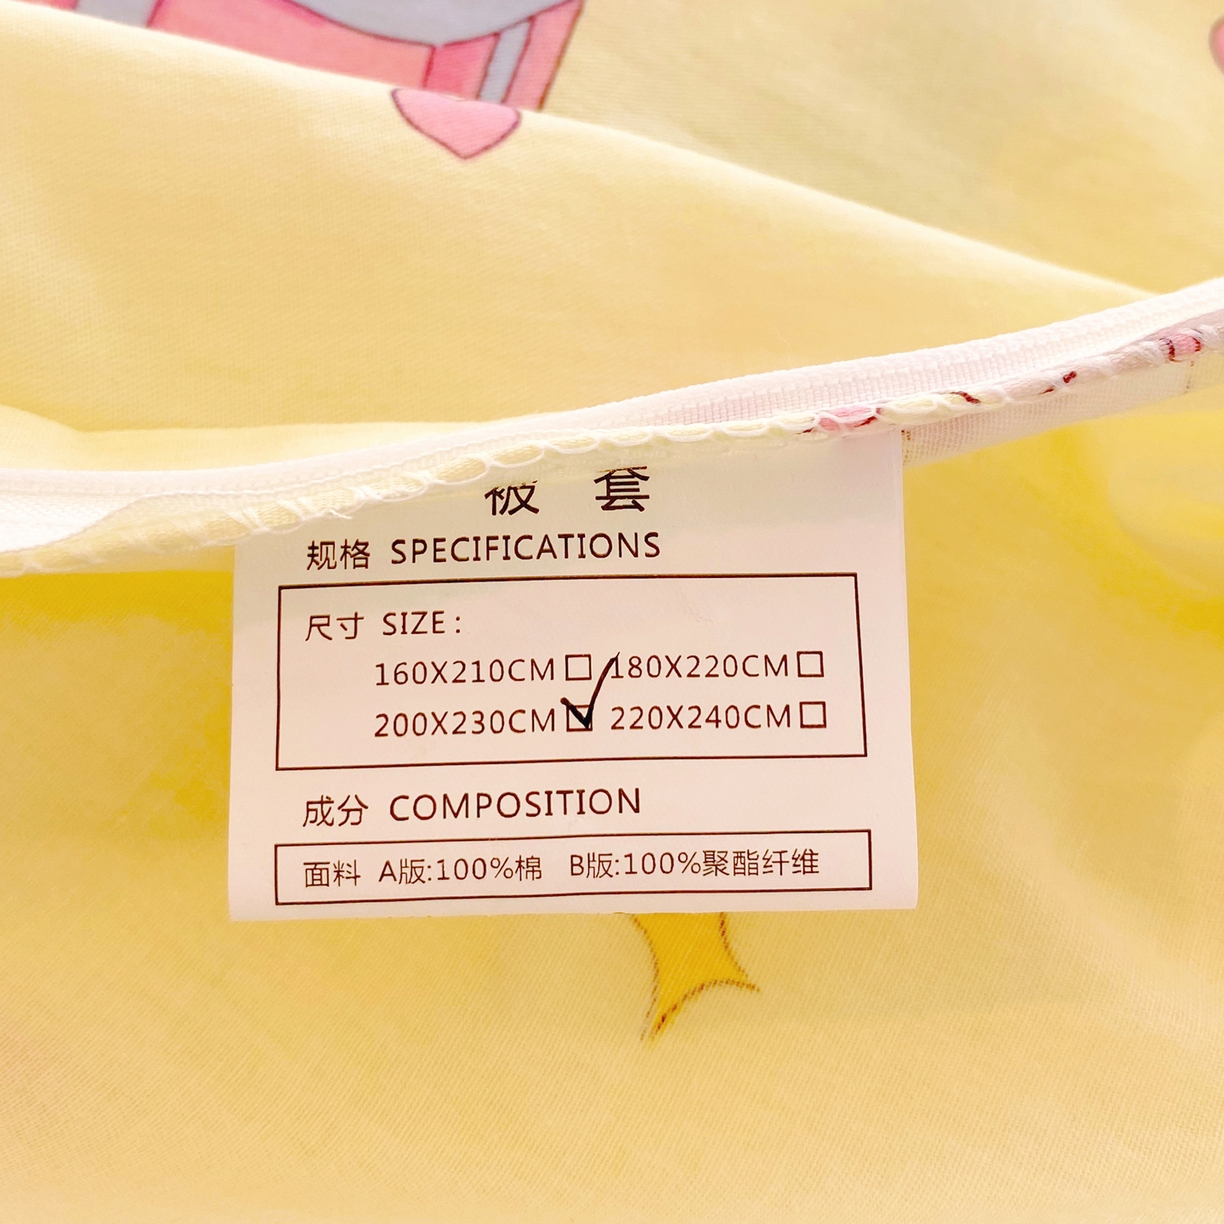 被 套
规格 SPECIFICATIONS
尺寸 SIZE:
160X210CM□ 180X220CM□
200X230CM☑ 220X240CM□
成分 COMPOSITION
面料 A版:100%棉 B版:100%聚酯纤维